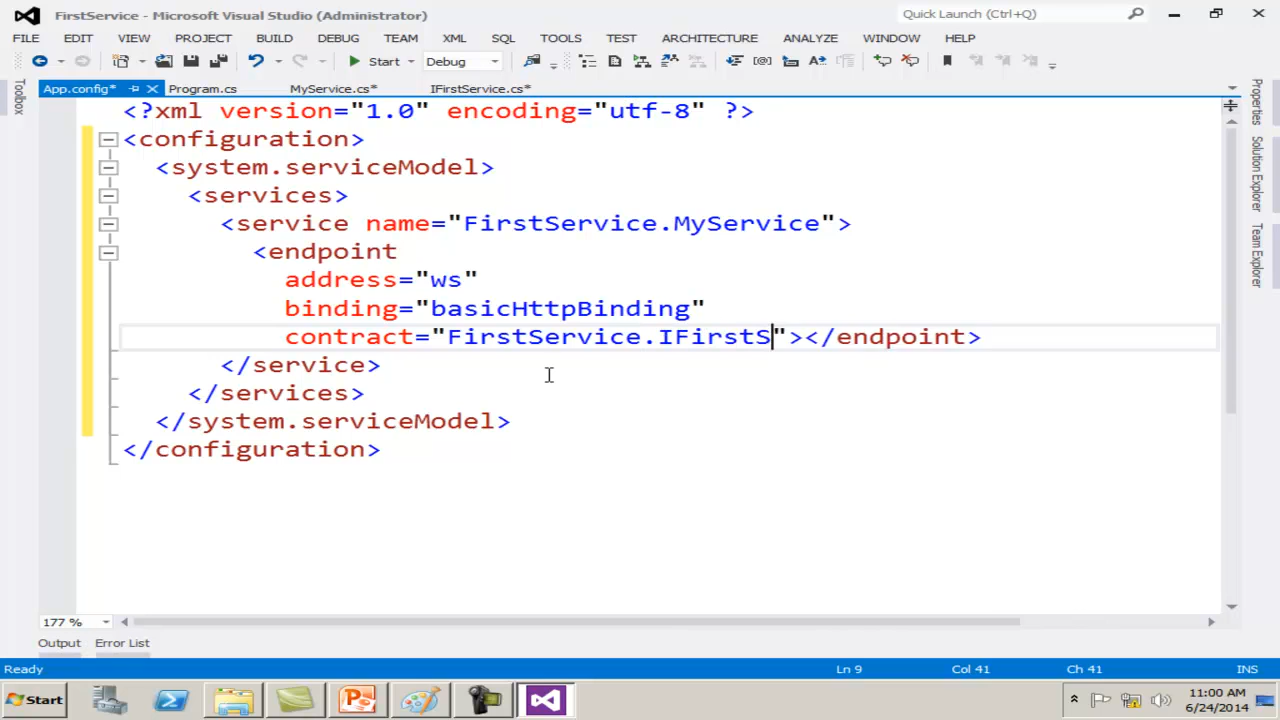 FirstService - Microsoft Visual Studio (Administrator)
Quick Launch (Ctrl+Q)
FILE EDIT VIEW PROJECT BUILD DEBUG TEAM XML SQL TOOLS TEST ARCHITECTURE ANALYZE WINDOW HELP
Start Debug
Toolbox
App.config* Program.cs MyService.cs* IFirstService.cs*
<?xml version="1.0" encoding="utf-8" ?>
<configuration>
<system.serviceModel>
<services>
<service name="FirstService.MyService">
<endpoint
address="ws"
binding="basicHttpBinding"
contract="FirstService.IFirstS"></endpoint>
</service>
</services>
</system.serviceModel>
</configuration>
Properties
Solution Explorer
Team Explorer
177 %
Output Error List
Ready Ln 9 Col 41 Ch 41 INS
Start
11:00 AM
6/24/2014